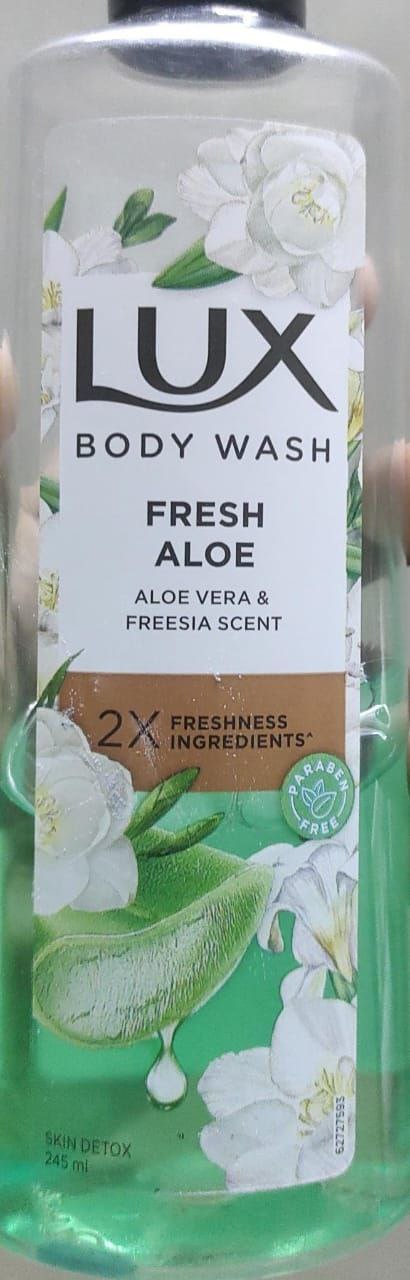 LUX
BODY WASH
FRESH
ALOE
ALOE VERA &
FREESIA SCENT
2X FRESHNESS
INGREDIENTS^
PARABEN
FREE
SKIN DETOX
245 ml
62727593